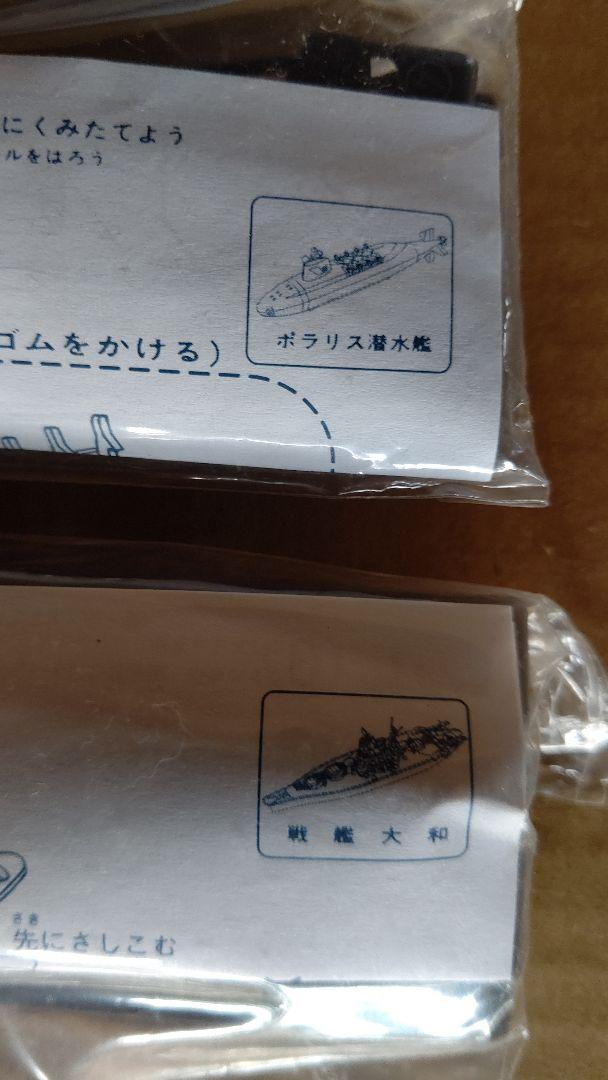 にくみたてよう
ルをはろう
ポラリス潜水艦
ゴムをかける)
戦艦大和
さき
先にさしこむ